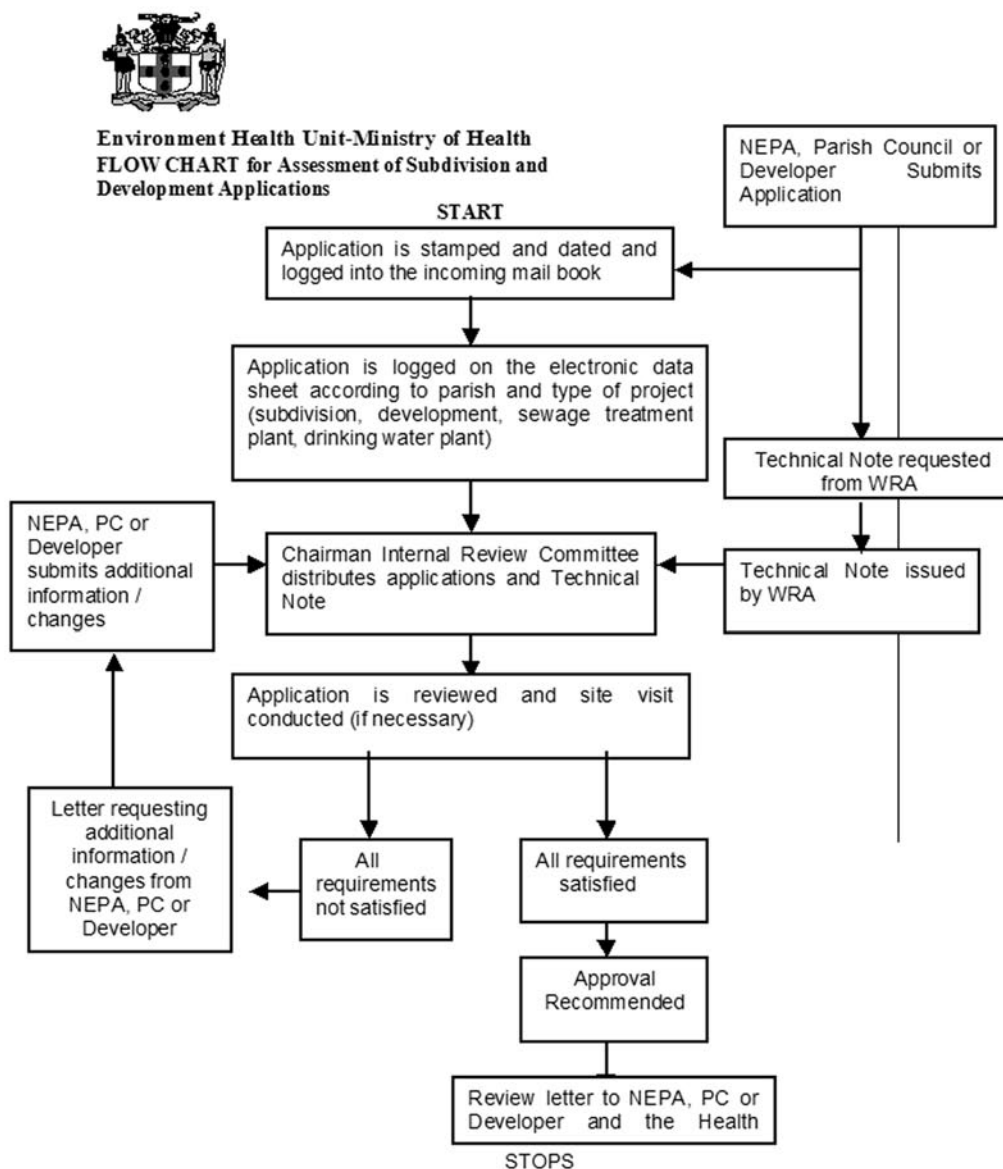 Environment Health Unit-Ministry of Health
FLOW CHART for Assessment of Subdivision and
Development Applications
NEPA, Parish Council or
Developer Submits
Application
START
Application is stamped and dated and
logged into the incoming mail book
Application is logged on the electronic data
sheet according to parish and type of project
(subdivision, development, sewage treatment
plant, drinking water plant)
Technical Note requested
from WRA
NEPA, PC or
Developer
submits additional
information /
changes
Chairman Internal Review Committee
distributes applications and Technical
Note
Technical Note issued
by WRA
Application is reviewed and site visit
conducted (if necessary)
Letter requesting
additional
information /
changes from
NEPA, PC or
Developer
All
requirements
not satisfied
All requirements
satisfied
Approval
Recommended
Review letter to NEPA, PC or
Developer and the Health
STOPS